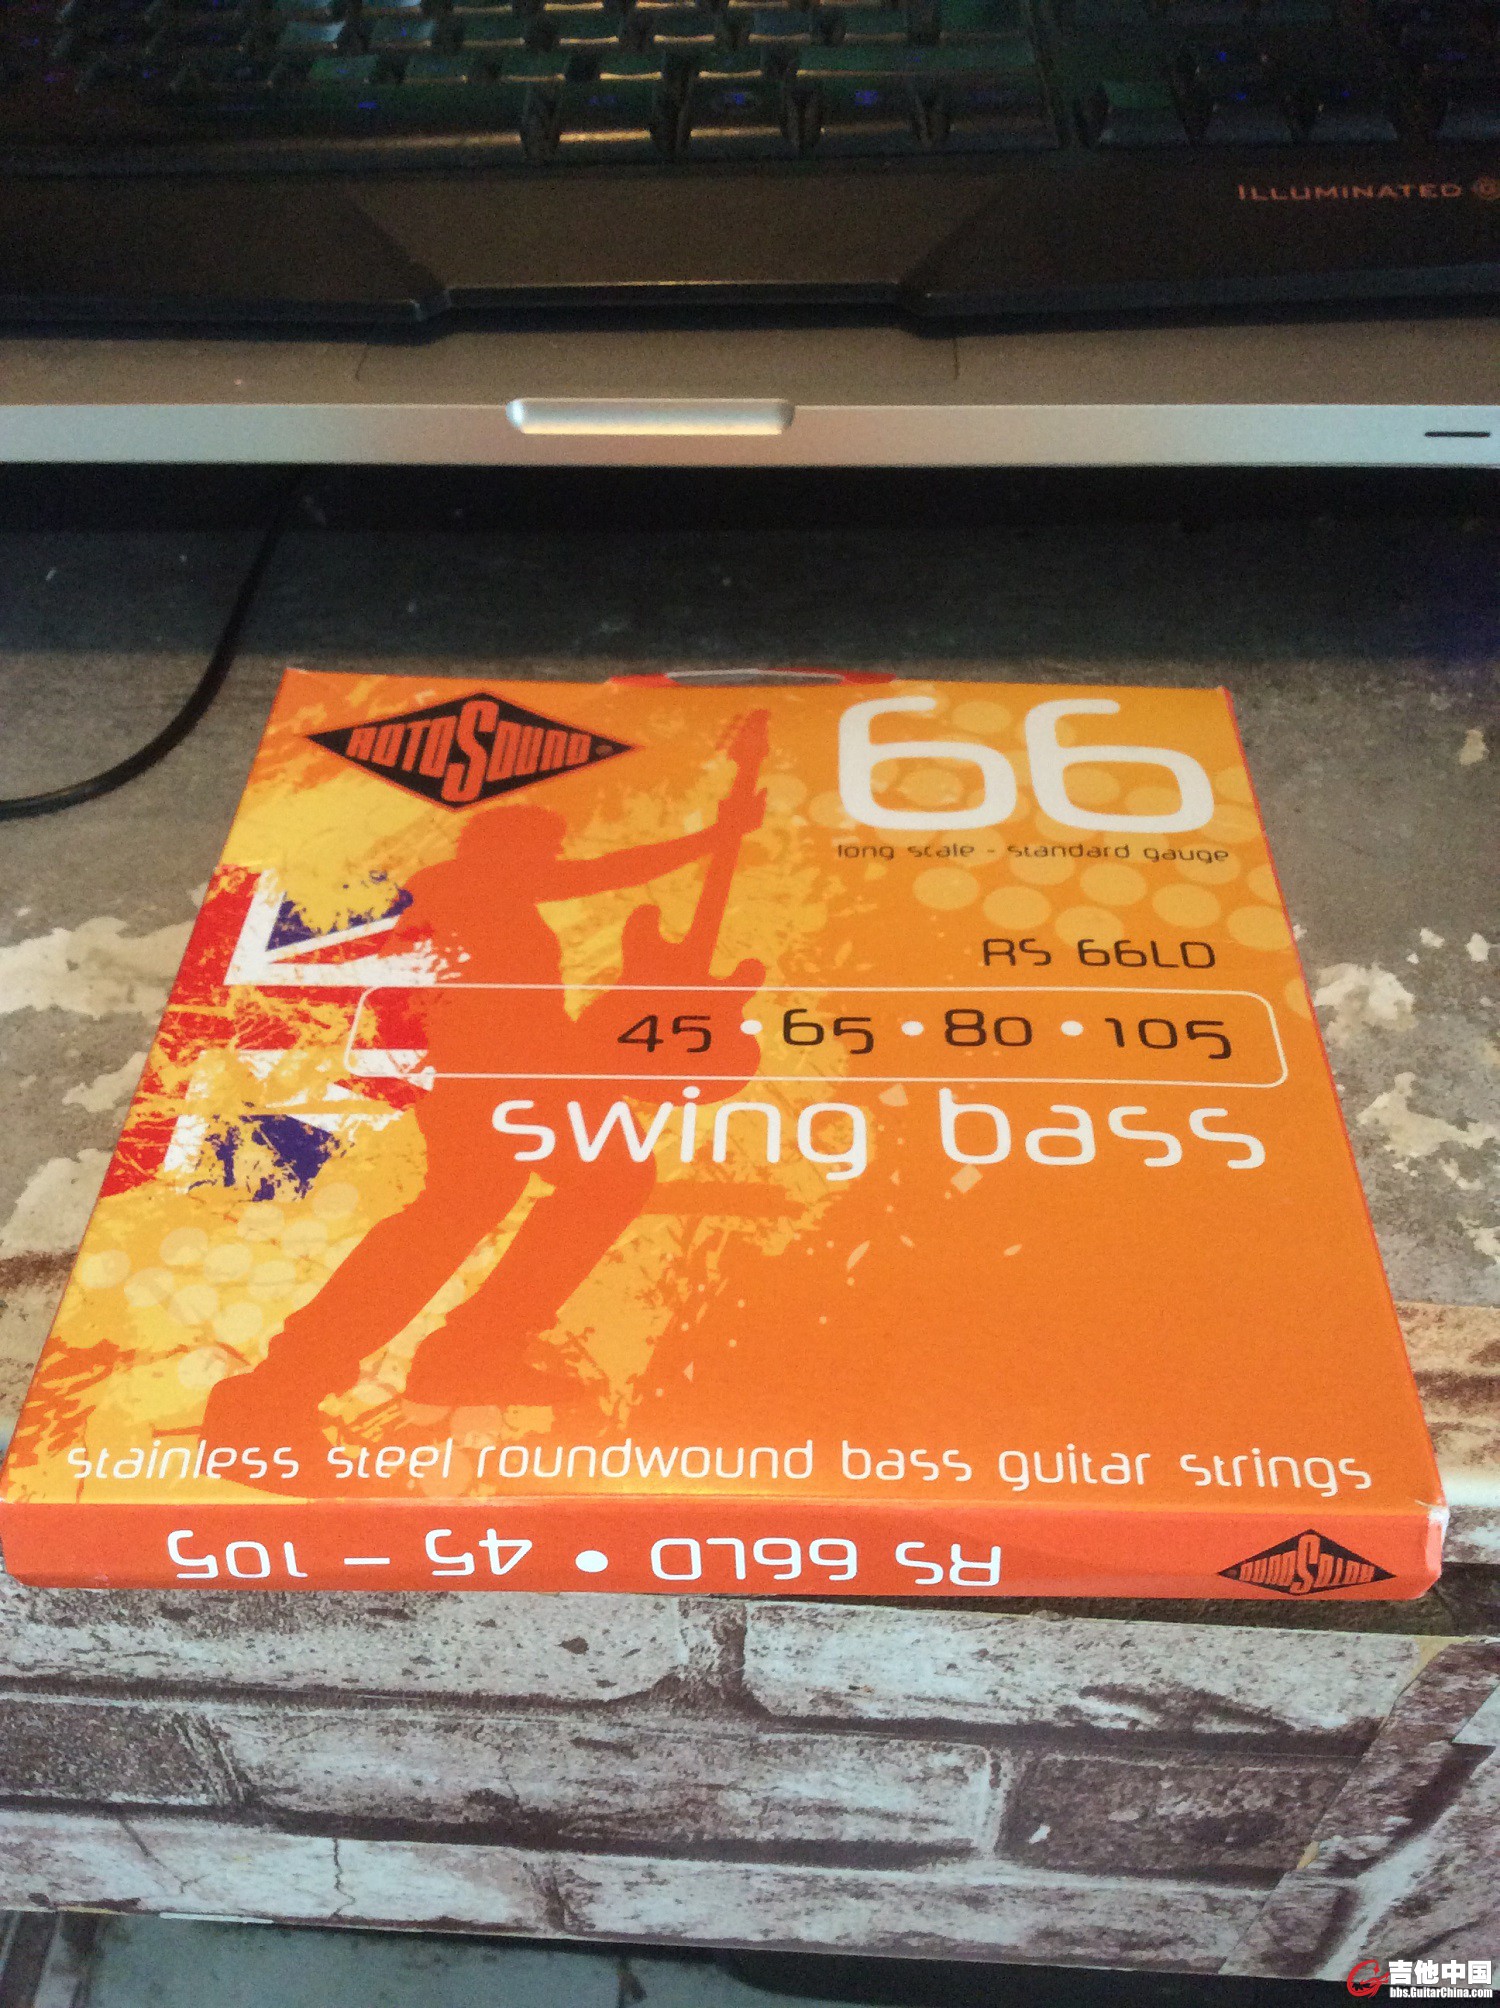 ILLUMINATED
ROTOSOUND
66
long scale - standard gauge
RS 66LD
45 • 65 • 80 • 105
swing bass
stainless steel roundwound bass guitar strings
RS 66LD • 45 – 105
ROTOSOUND
吉他中国
bbs.GuitarChina.com